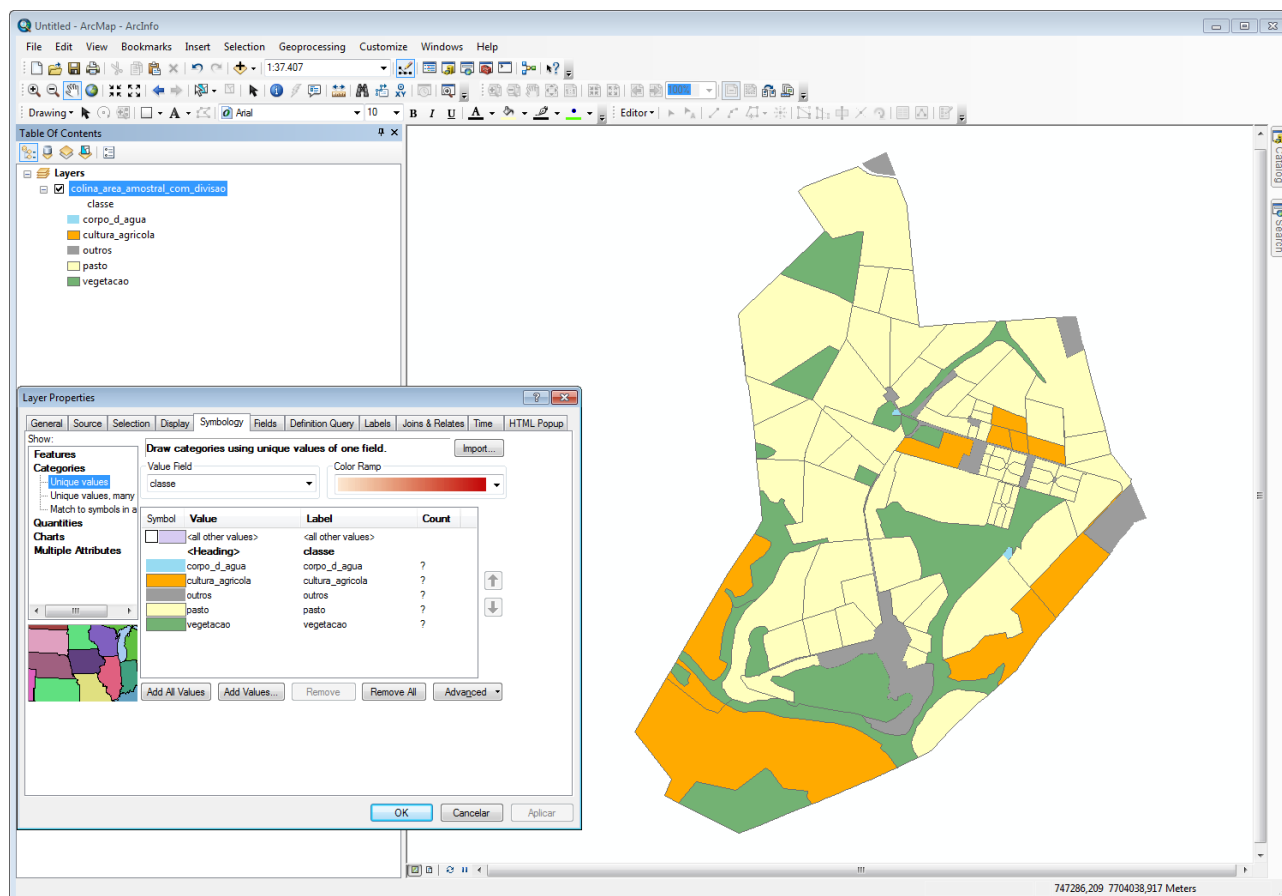 Untitled - ArcMap - ArcInfo
File Edit View Bookmarks Insert Selection Geoprocessing Customize Windows Help
1:37.407
100%
Drawing Arial 10 B I U A Editor
Table Of Contents
Layers
colina_area_amostral_com_divisao
classe
corpo_d_agua
cultura_agricola
outros
pasto
vegetacao
Catalog
Search
Layer Properties
General Source Selection Display Symbology Fields Definition Query Labels Joins & Relates Time HTML Popup
Show:
Features
Categories
Unique values
Unique values, many
Match to symbols in a
Quantities
Charts
Multiple Attributes
Draw categories using unique values of one field.
Import...
Value Field
classe
Color Ramp
Symbol Value Label Count
<all other values> <all other values>
<Heading> classe
corpo_d_agua corpo_d_agua ?
cultura_agricola cultura_agricola ?
outros outros ?
pasto pasto ?
vegetacao vegetacao ?
Add All Values Add Values... Remove Remove All Advanced
OK Cancelar Aplicar
747286,209 7704038,917 Meters